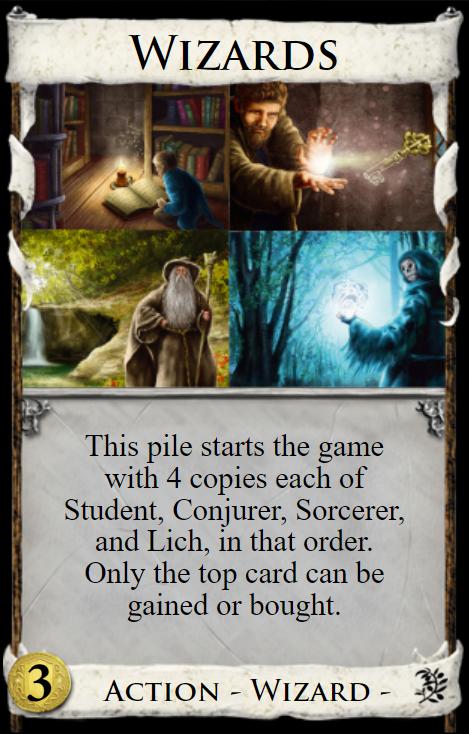 Wizards
This pile starts the game
with 4 copies each of
Student, Conjurer, Sorcerer,
and Lich, in that order.
Only the top card can be
gained or bought.
3
Action - Wizard -